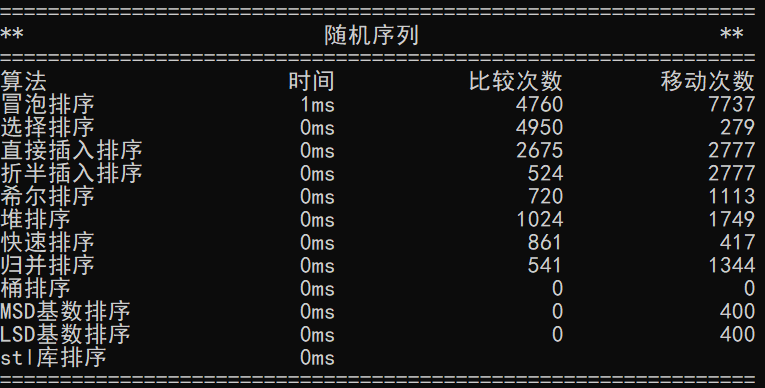 ================================================================
** 随机序列 **
================================================================
算法 时间 比较次数 移动次数
冒泡排序 1ms 4760 7737
选择排序 0ms 4950 279
直接插入排序 0ms 2675 2777
折半插入排序 0ms 524 2777
希尔排序 0ms 720 1113
堆排序 0ms 1024 1749
快速排序 0ms 861 417
归并排序 0ms 541 1344
桶排序 0ms 0 0
MSD基数排序 0ms 0 400
LSD基数排序 0ms 0 400
stl库排序 0ms
================================================================